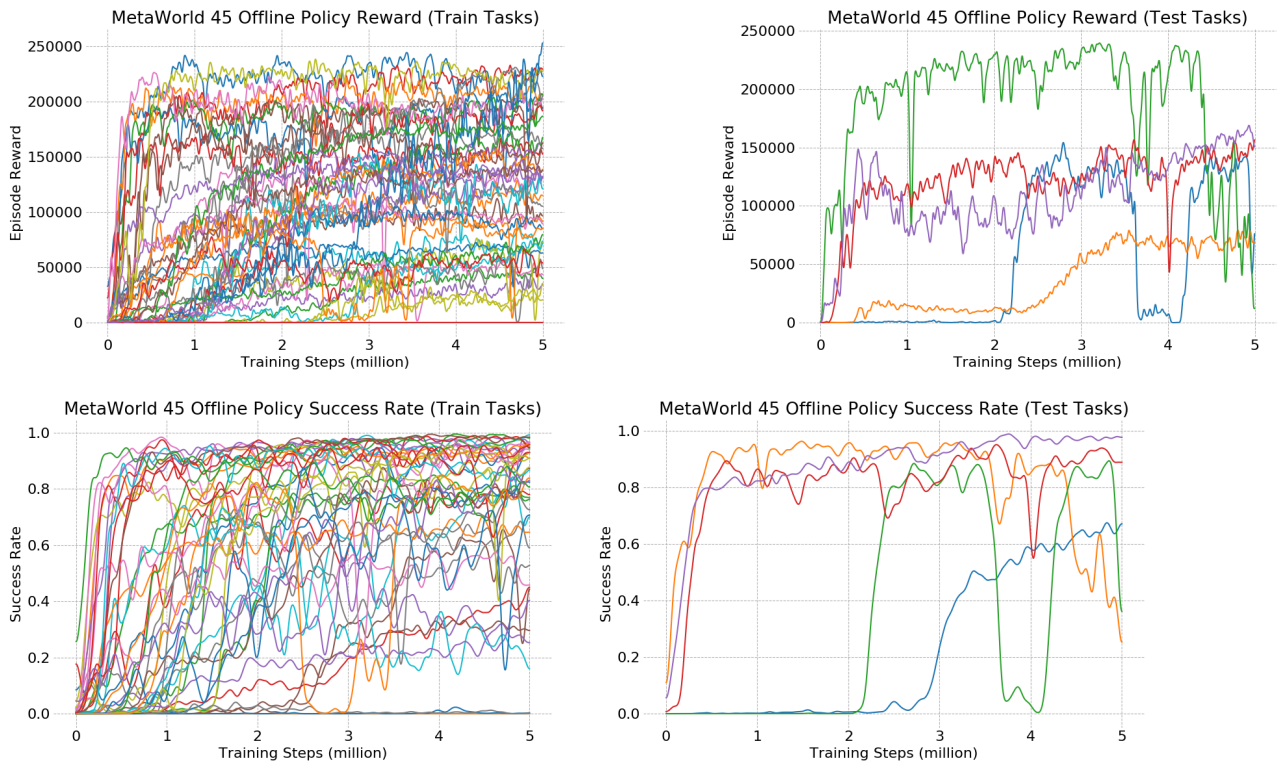 MetaWorld 45 Offline Policy Reward (Train Tasks)
250000
200000
150000
100000
50000
0
Episode Reward
0 1 2 3 4 5
Training Steps (million)
MetaWorld 45 Offline Policy Reward (Test Tasks)
250000
200000
150000
100000
50000
0
Episode Reward
0 1 2 3 4 5
Training Steps (million)
MetaWorld 45 Offline Policy Success Rate (Train Tasks)
1.0
0.8
0.6
0.4
0.2
0.0
Success Rate
0 1 2 3 4 5
Training Steps (million)
MetaWorld 45 Offline Policy Success Rate (Test Tasks)
1.0
0.8
0.6
0.4
0.2
0.0
Success Rate
0 1 2 3 4 5
Training Steps (million)